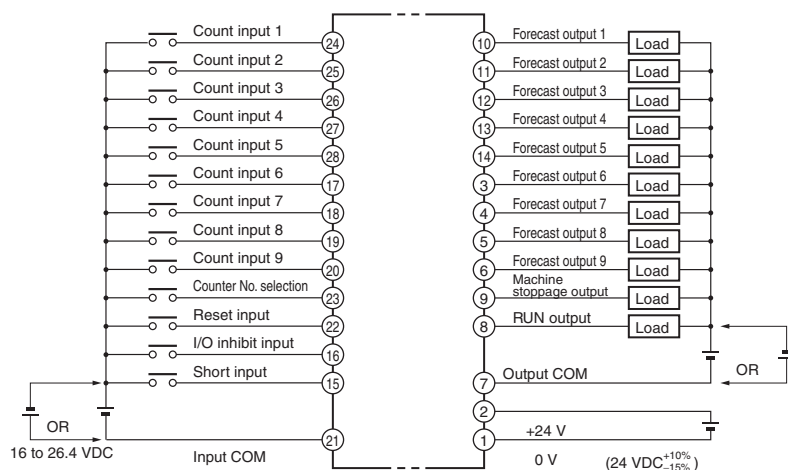 Count input 1 24
Count input 2 25
Count input 3 26
Count input 4 27
Count input 5 28
Count input 6 17
Count input 7 18
Count input 8 19
Count input 9 20
Counter No. selection 23
Reset input 22
I/O inhibit input 16
Short input 15
OR
16 to 26.4 VDC
Input COM 21
10 Forecast output 1 Load
11 Forecast output 2 Load
12 Forecast output 3 Load
13 Forecast output 4 Load
14 Forecast output 5 Load
3 Forecast output 6 Load
4 Forecast output 7 Load
5 Forecast output 8 Load
6 Forecast output 9 Load
Machine
9 stoppage output Load
8 RUN output Load
OR
7 Output COM
2
+24 V
1
0 V (24 VDC +10% −15%)